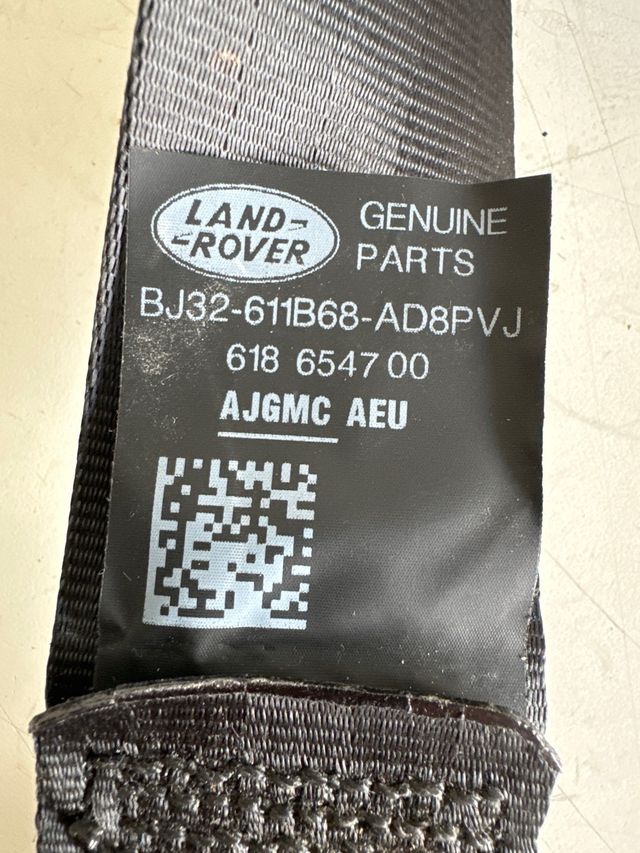 LAND-
-ROVER
GENUINE
PARTS
BJ32-611B68-AD8PVJ
618 6547 00
AJGMC AEU